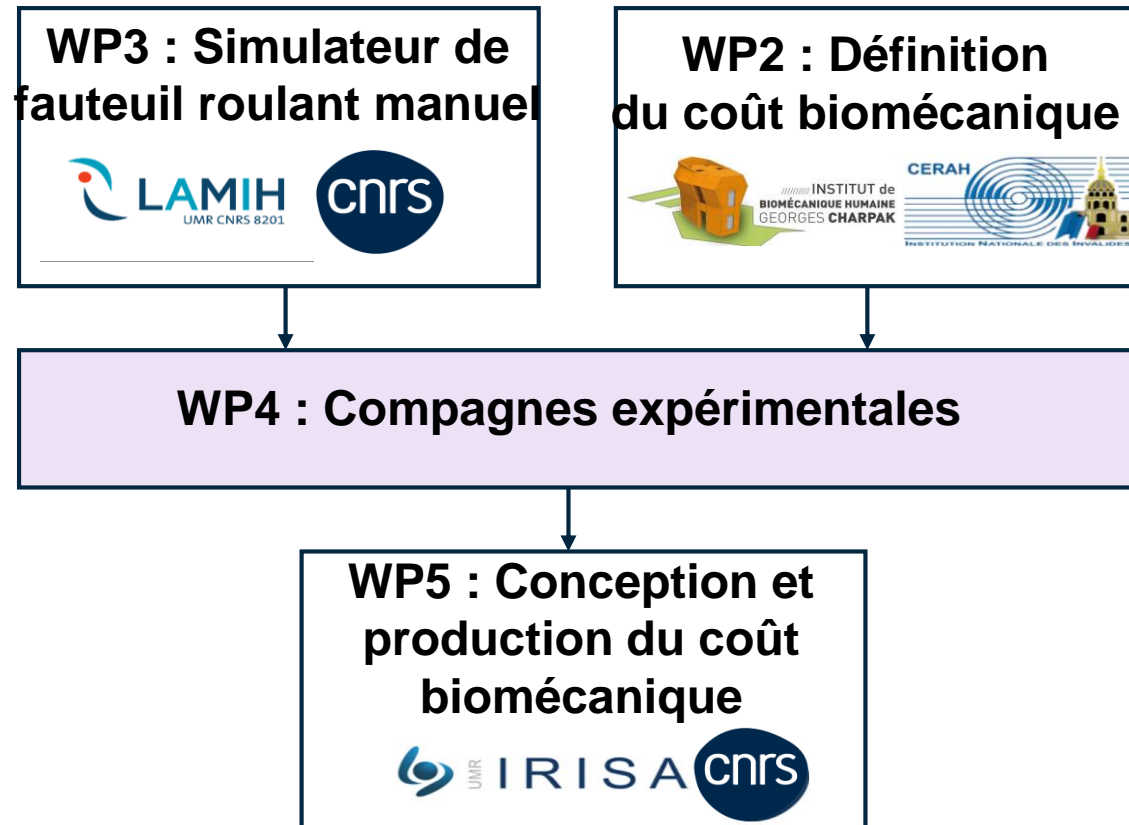 WP3 : Simulateur de
fauteuil roulant manuel
LAMIH
UMR CNRS 8201
cnrs
WP2 : Définition
du coût biomécanique
INSTITUT de
BIOMÉCANIQUE HUMAINE
GEORGES CHARPAK
CERAH
INSTITUTION NATIONALE DES INVALIDES
WP4 : Compagnes expérimentales
WP5 : Conception et
production du coût
biomécanique
UMR IRISA
cnrs